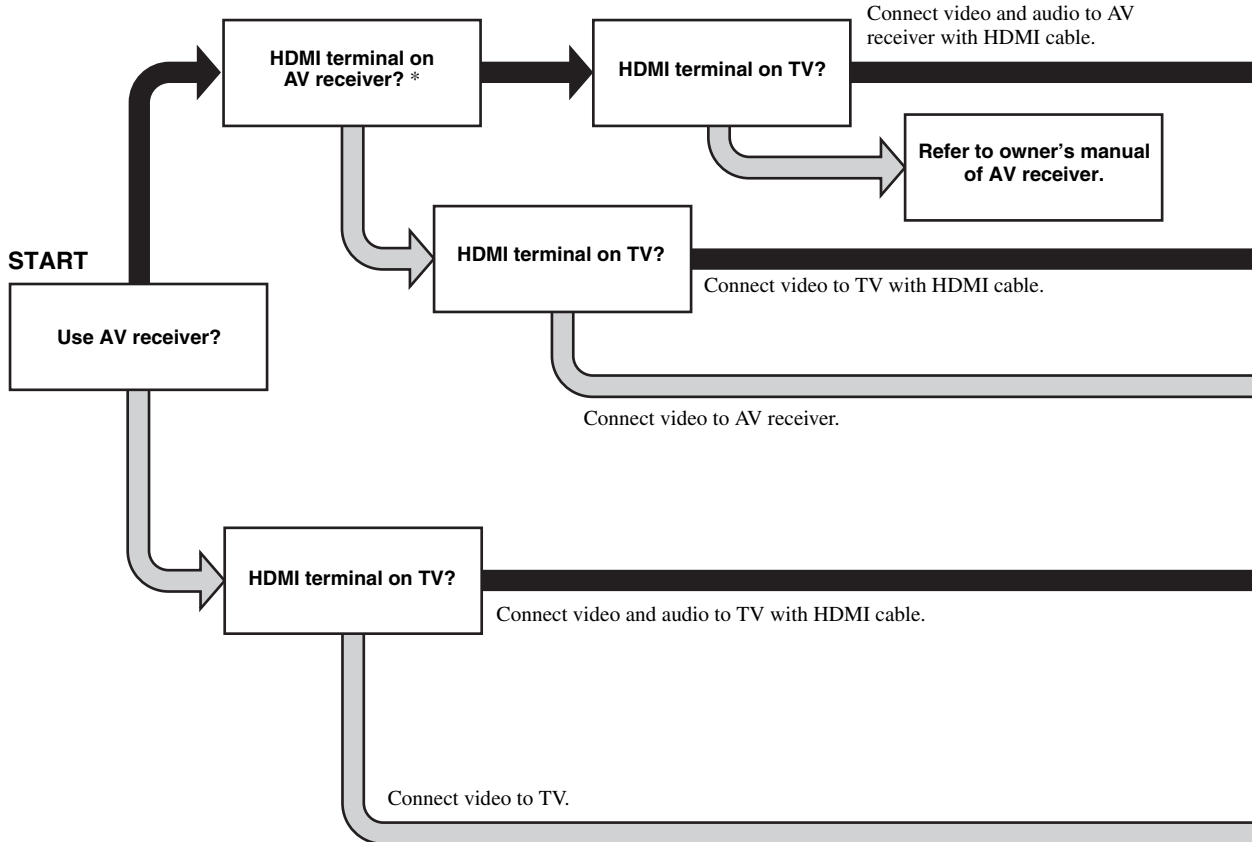 Connect video and audio to AV
receiver with HDMI cable.
HDMI terminal on
AV receiver? *
HDMI terminal on TV?
Refer to owner's manual
of AV receiver.
HDMI terminal on TV?
START
Connect video to TV with HDMI cable.
Use AV receiver?
Connect video to AV receiver.
HDMI terminal on TV?
Connect video and audio to TV with HDMI cable.
Connect video to TV.